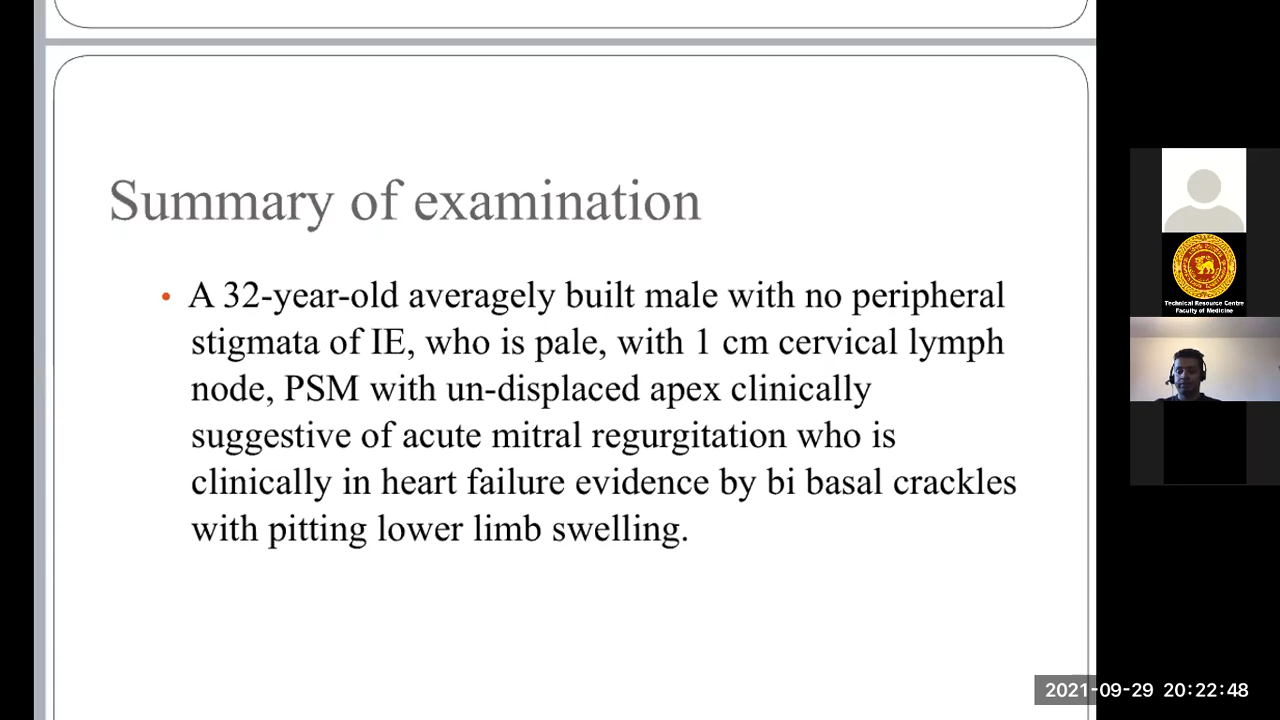 Summary of examination
• A 32-year-old averagely built male with no peripheral
stigmata of IE, who is pale, with 1 cm cervical lymph
node, PSM with un-displaced apex clinically
suggestive of acute mitral regurgitation who is
clinically in heart failure evidence by bi basal crackles
with pitting lower limb swelling.
Technical Resource Centre
Faculty of Medicine
2021-09-29 20:22:48